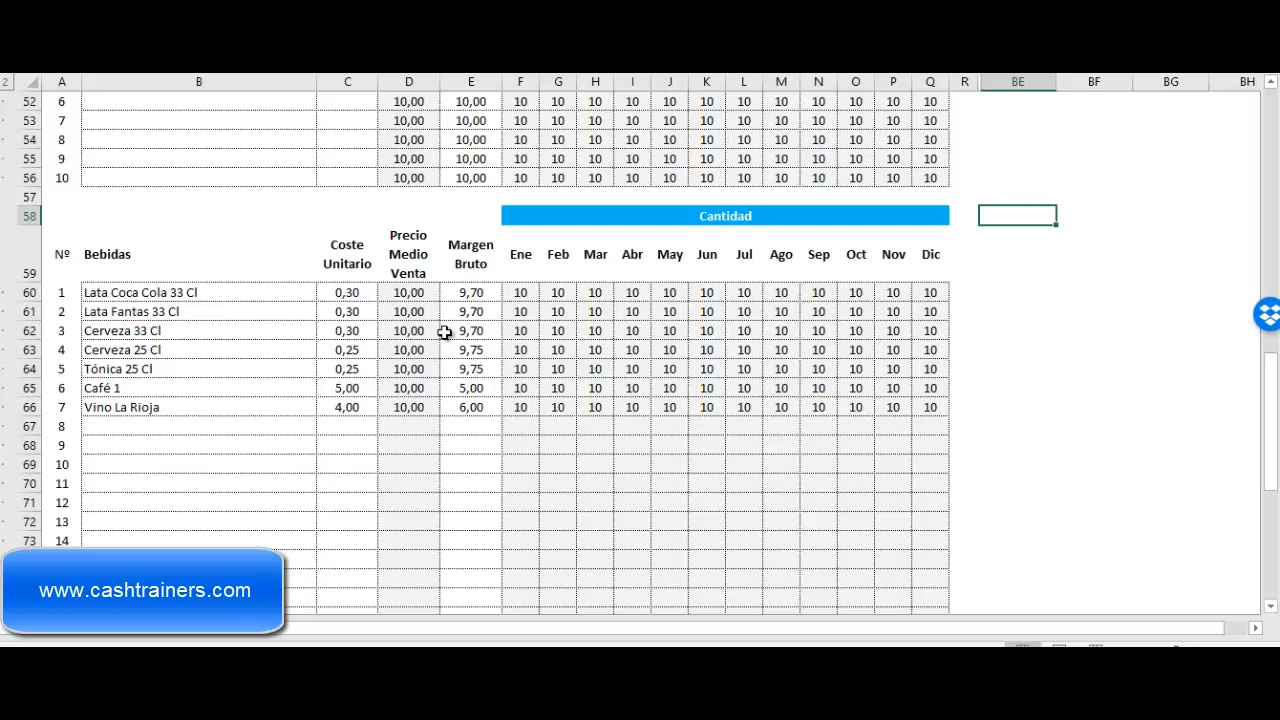 2 A B C D E F G H I J K L M N O P Q R BE BF BG BH
52 6 10,00 10,00 10 10 10 10 10 10 10 10 10 10 10 10
53 7 10,00 10,00 10 10 10 10 10 10 10 10 10 10 10 10
54 8 10,00 10,00 10 10 10 10 10 10 10 10 10 10 10 10
55 9 10,00 10,00 10 10 10 10 10 10 10 10 10 10 10 10
56 10 10,00 10,00 10 10 10 10 10 10 10 10 10 10 10 10
57
58 Cantidad
59 Nº Bebidas Coste Unitario Precio Medio Venta Margen Bruto Ene Feb Mar Abr May Jun Jul Ago Sep Oct Nov Dic
60 1 Lata Coca Cola 33 Cl 0,30 10,00 9,70 10 10 10 10 10 10 10 10 10 10 10 10
61 2 Lata Fantas 33 Cl 0,30 10,00 9,70 10 10 10 10 10 10 10 10 10 10 10 10
62 3 Cerveza 33 Cl 0,30 10,00 9,70 10 10 10 10 10 10 10 10 10 10 10 10
63 4 Cerveza 25 Cl 0,25 10,00 9,75 10 10 10 10 10 10 10 10 10 10 10 10
64 5 Tónica 25 Cl 0,25 10,00 9,75 10 10 10 10 10 10 10 10 10 10 10 10
65 6 Café 1 5,00 10,00 5,00 10 10 10 10 10 10 10 10 10 10 10 10
66 7 Vino La Rioja 4,00 10,00 6,00 10 10 10 10 10 10 10 10 10 10 10 10
67 8
68 9
69 10
70 11
71 12
72 13
73 14
www.cashtrainers.com